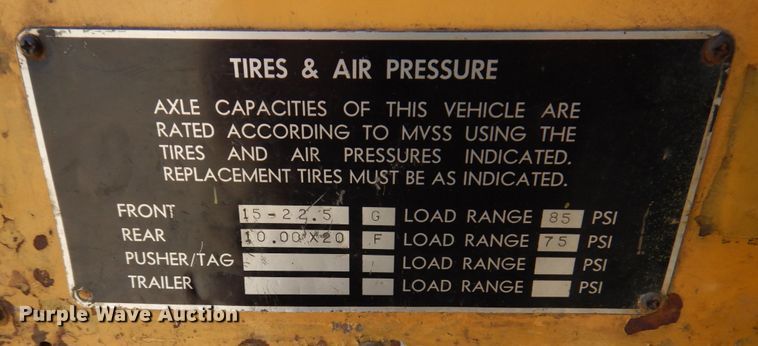 TIRES & AIR PRESSURE
AXLE CAPACITIES OF THIS VEHICLE ARE
RATED ACCORDING TO MVSS USING THE
TIRES AND AIR PRESSURES INDICATED.
REPLACEMENT TIRES MUST BE AS INDICATED.
FRONT 15-22.5 G LOAD RANGE 85 PSI
REAR 10.00X20 F LOAD RANGE 75 PSI
PUSHER/TAG LOAD RANGE PSI
TRAILER LOAD RANGE PSI
Purple Wave Auction